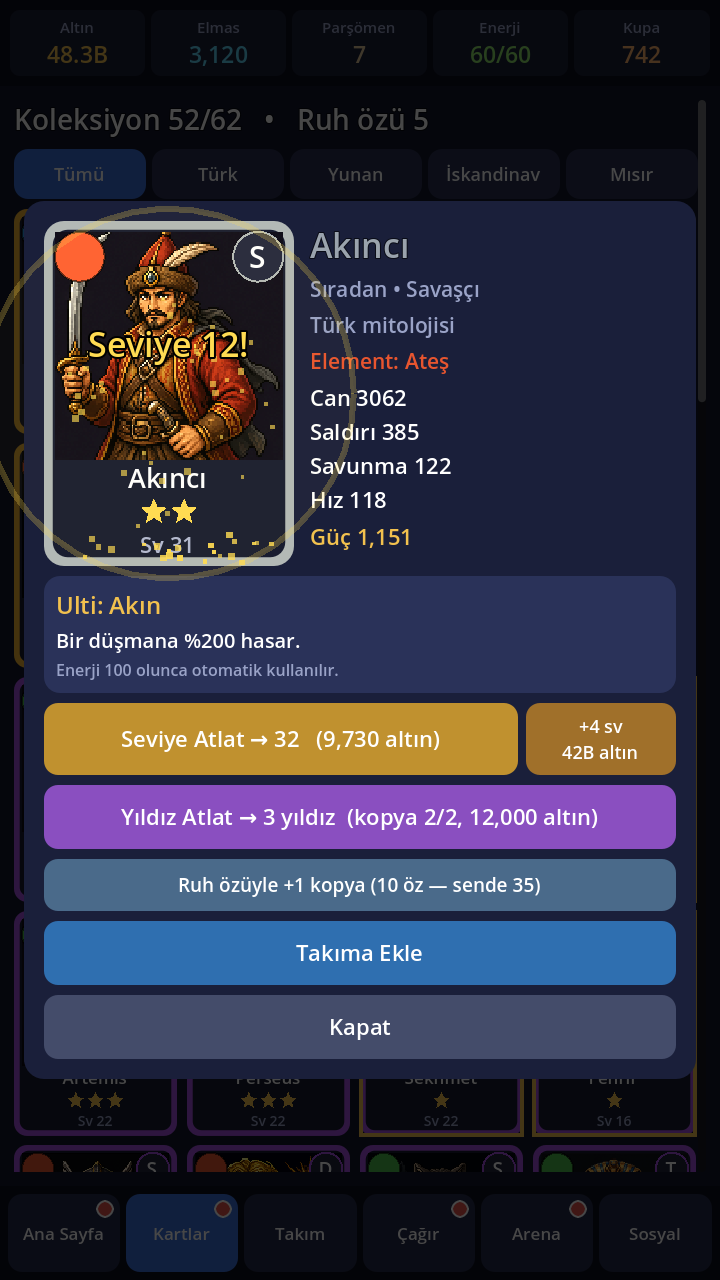 Altın
48.3B
Elmas
3,120
Parşömen
7
Enerji
60/60
Kupa
742
Koleksiyon 52/62 • Ruh özü 5
Tümü
Türk
Yunan
İskandinav
Mısır
S
Seviye 12!
Akıncı
Sv 31
Akıncı
Sıradan • Savaşçı
Türk mitolojisi
Element: Ateş
Can 3062
Saldırı 385
Savunma 122
Hız 118
Güç 1,151
Ulti: Akın
Bir düşmana %200 hasar.
Enerji 100 olunca otomatik kullanılır.
Seviye Atlat → 32 (9,730 altın)
+4 sv
42B altın
Yıldız Atlat → 3 yıldız (kopya 2/2, 12,000 altın)
Ruh özüyle +1 kopya (10 öz — sende 35)
Takıma Ekle
Kapat
Artemis
Perseus
Sekhmet
Fenrir
Sv 22
Sv 22
Sv 22
Sv 16
S
D
S
T
Ana Sayfa
Kartlar
Takım
Çağır
Arena
Sosyal